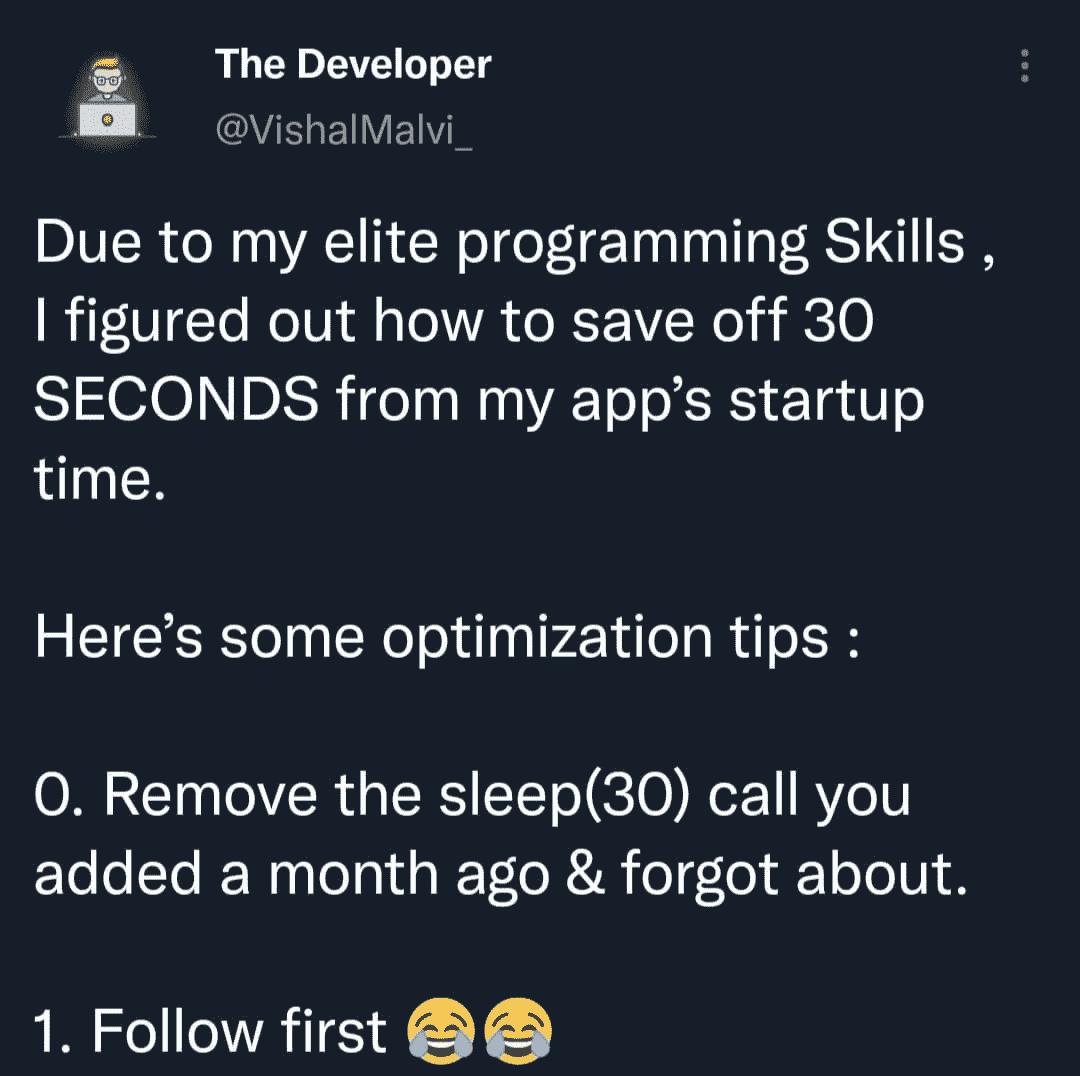 The Developer
@VishalMalvi_
Due to my elite programming Skills ,
I figured out how to save off 30
SECONDS from my app’s startup
time.
Here’s some optimization tips :
0. Remove the sleep(30) call you
added a month ago & forgot about.
1. Follow first 😂😂